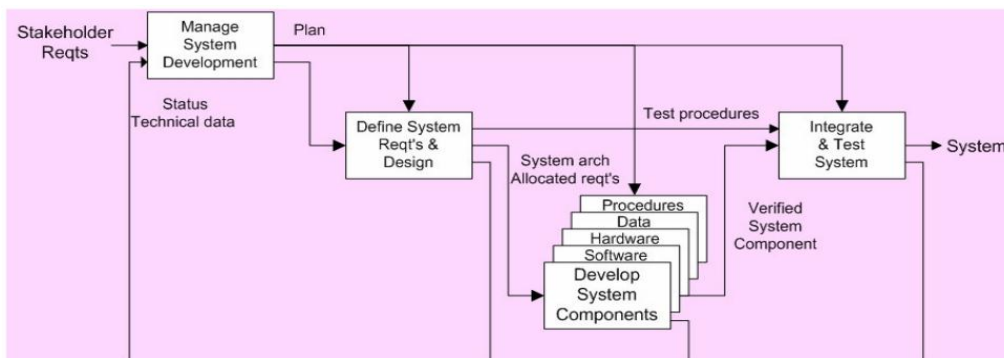 Stakeholder
Reqts
Manage
System
Development
Plan
Status
Technical data
Define System
Req't's &
Design
Test procedures
Integrate
& Test
System
System
System arch
Allocated reqt's
Procedures
Data
Hardware
Software
Develop
System
Components
Verified
System
Component